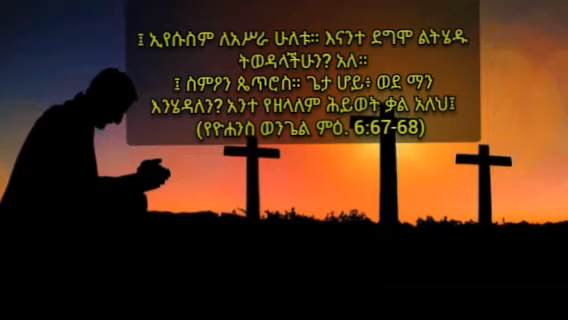 ፤ ኢየሱስም ለአሥራ ሁለቱ። እናንተ ደግሞ ልትሄዱ
ትወዳላችሁን? አለ።
፤ ስምዖን ጴጥሮስ። ጌታ ሆይ፥ ወደ ማን
እንሄዳለን? አንተ የዘላለም ሕይወት ቃል አለህ፤
(የዮሐንስ ወንጌል ምዕ. 6:67-68)